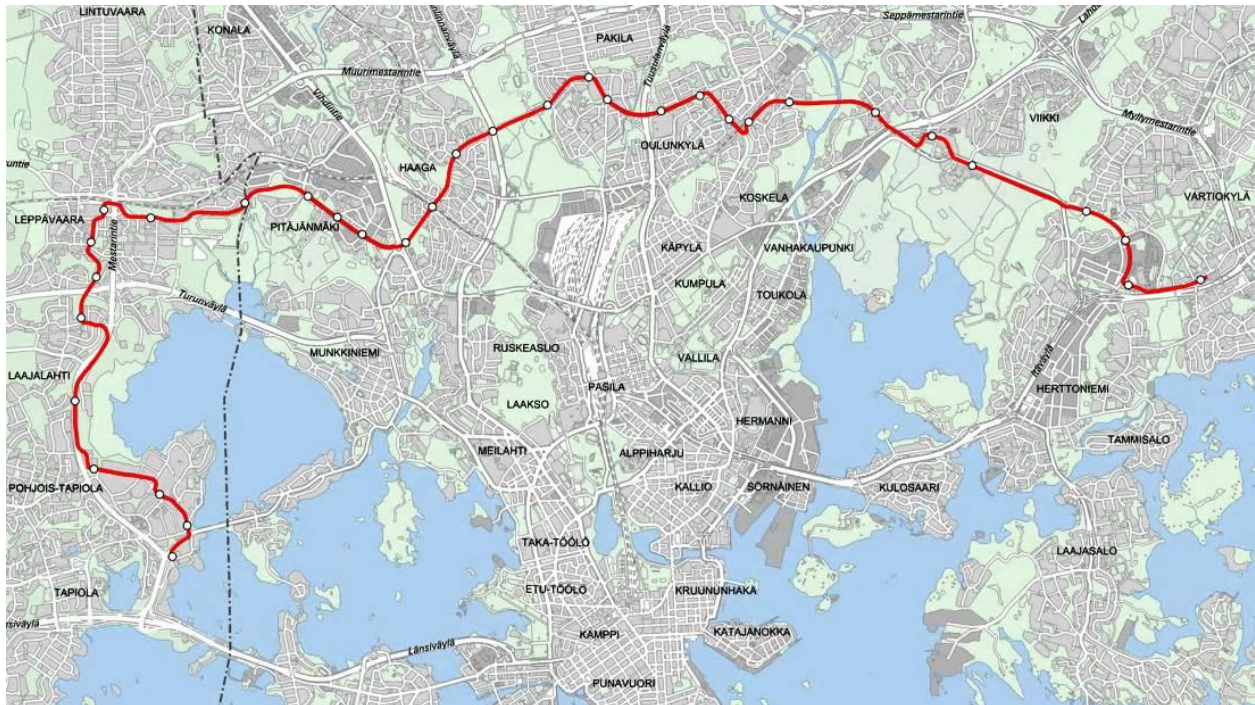 LINTUVAARA
KONALA
Muurimestarintie
Vihdintie
PAKILA
Tuusulanväylä
Seppämestarintie
Myllymestarintie
VIIKKI
VARTIOKYLÄ
HAAGA
OULUNKYLÄ
KOSKELA
LEPPÄVAARA
PITÄJÄNMÄKI
Mestarintie
KÄPYLÄ
VANHAKAUPUNKI
KUMPULA
TOUKOLA
Turunväylä
MUNKKINIEMI
RUSKEASUO
VALLILA
LAAJALAHTI
PASILA
Itäväylä
HERTTONIEMI
LAAKSO
HERMANNI
TAMMISALO
MEILAHTI
ALPPIHARJU
POHJOIS-TAPIOLA
KALLIO
SÖRNÄINEN
KULOSAARI
TAKA-TÖÖLÖ
LAAJASALO
TAPIOLA
ETU-TÖÖLÖ
KRUUNUNHAKA
KAMPPI
KATAJANOKKA
Länsiväylä
PUNAVUORI